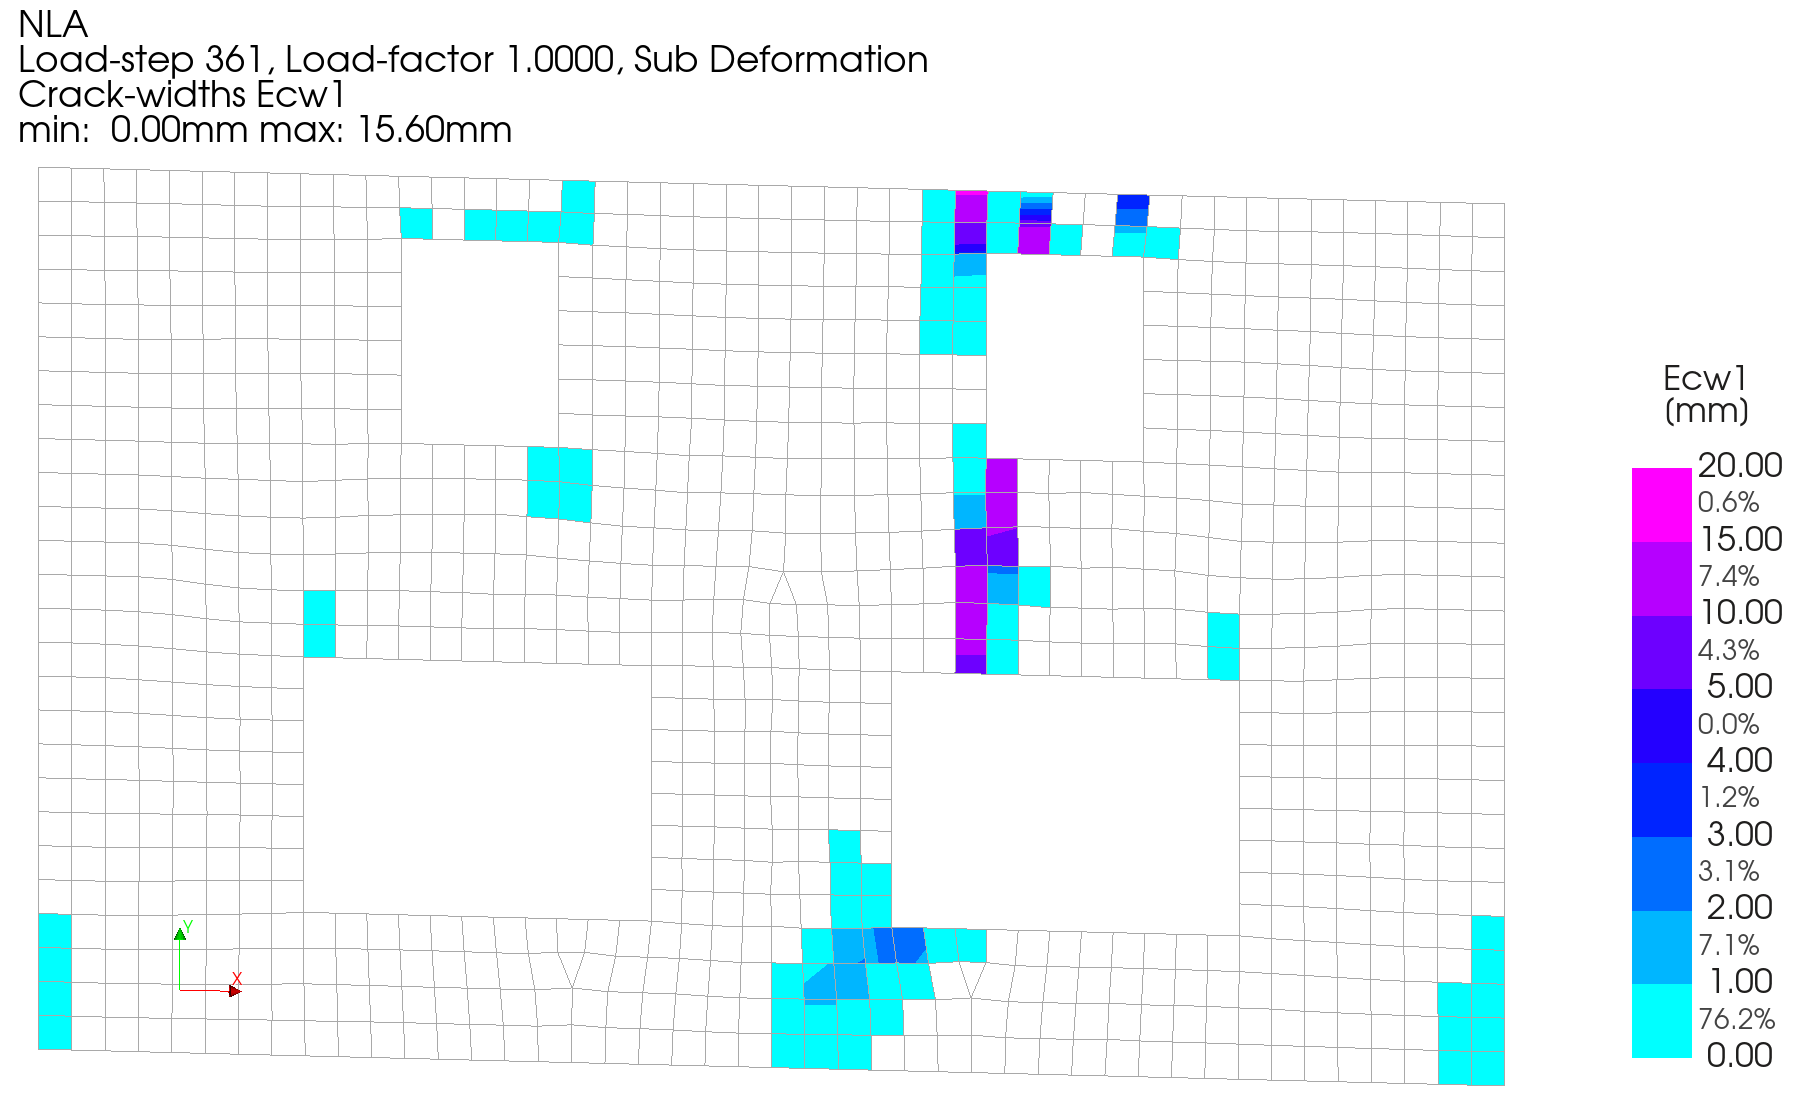 NLA
Load-step 361, Load-factor 1.0000, Sub Deformation
Crack-widths Ecw1
min:  0.00mm max: 15.60mm
Ecw1
(mm)
20.00
0.6%
15.00
7.4%
10.00
4.3%
5.00
0.0%
4.00
1.2%
3.00
3.1%
2.00
7.1%
1.00
76.2%
0.00
Y
X